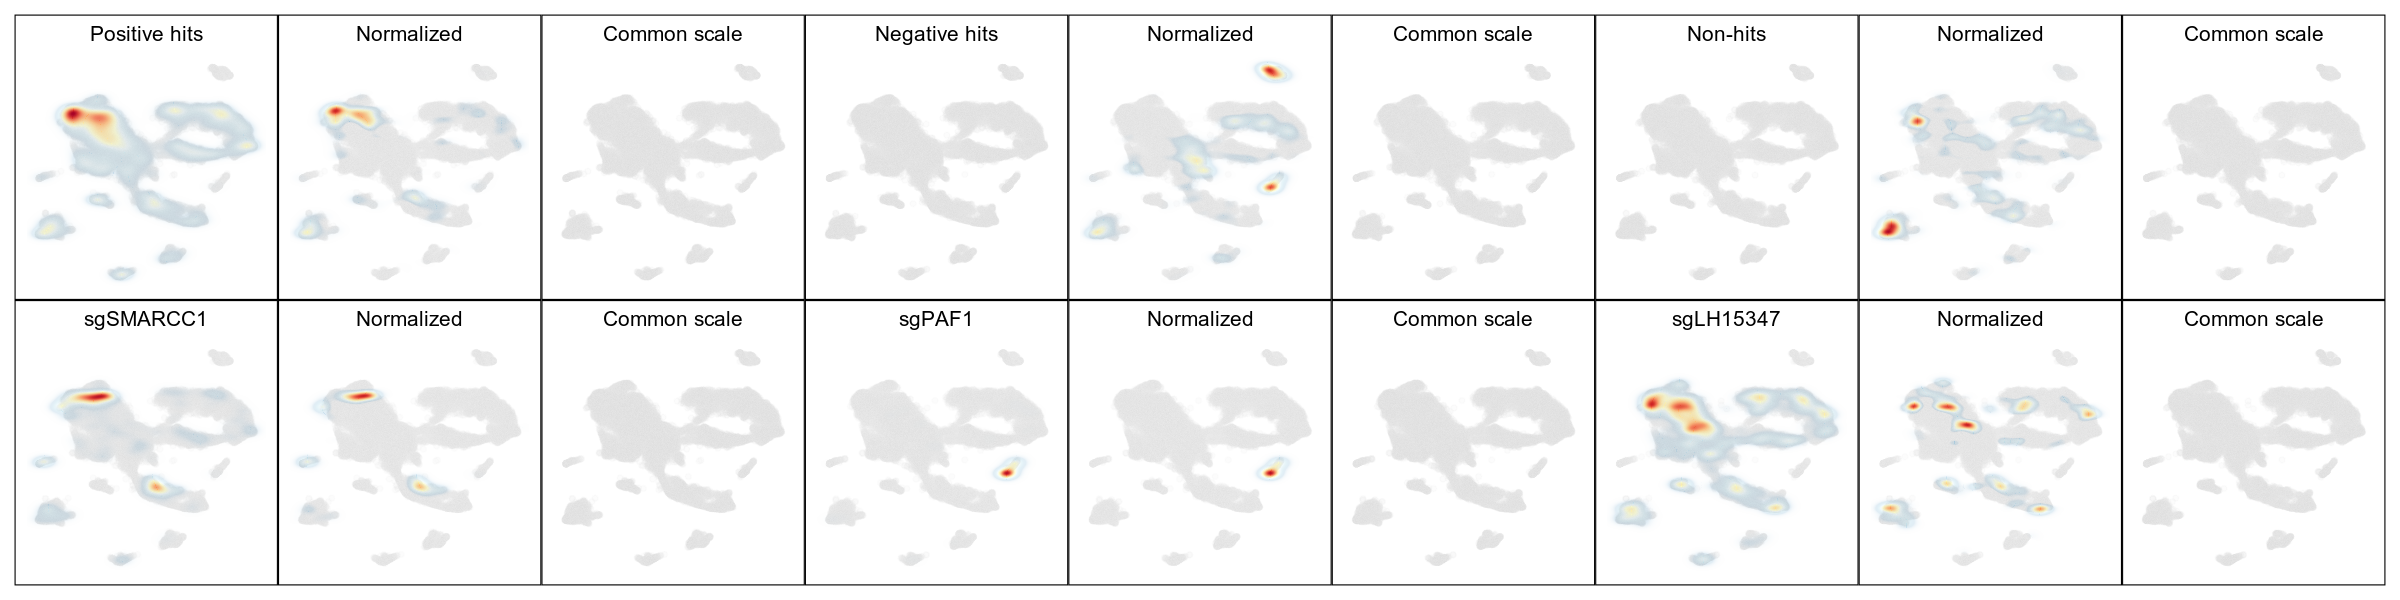 Positive hits
Normalized
Common scale
Negative hits
Normalized
Common scale
Non-hits
Normalized
Common scale
sgSMARCC1
Normalized
Common scale
sgPAF1
Normalized
Common scale
sgLH15347
Normalized
Common scale